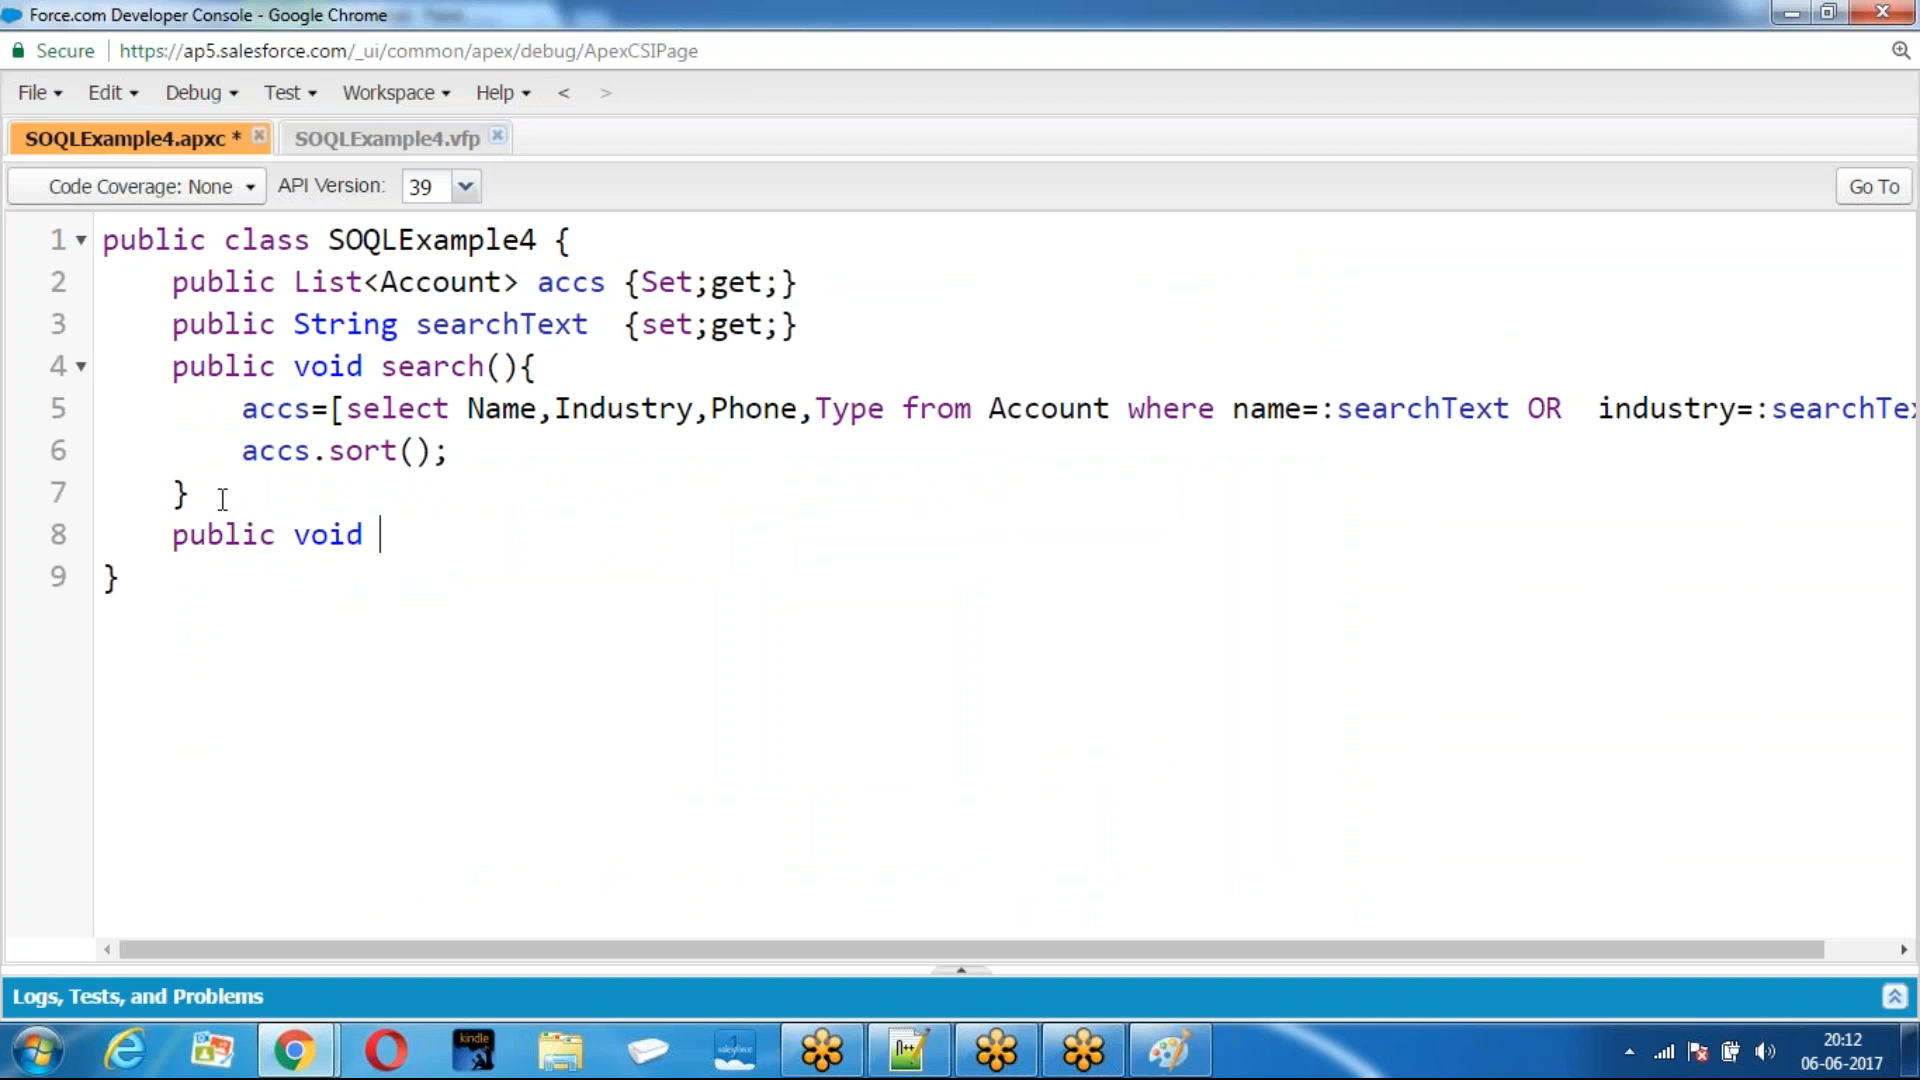 Force.com Developer Console - Google Chrome
Secure https://ap5.salesforce.com/_ui/common/apex/debug/ApexCSIPage
File Edit Debug Test Workspace Help < >
SOQLExample4.apxc * SOQLExample4.vfp
Code Coverage: None API Version: 39 Go To
1 public class SOQLExample4 {
2 public List<Account> accs {Set;get;}
3 public String searchText {set;get;}
4 public void search(){
5 accs=[select Name,Industry,Phone,Type from Account where name=:searchText OR industry=:searchTex
6 accs.sort();
7 }
8 public void
9 }
Logs, Tests, and Problems
kindle
salesforce
20:12
06-06-2017